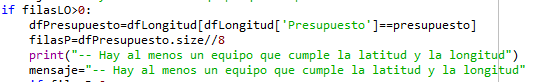 if filasLO>0:
dfPresupuesto=dfLongitud[dfLongitud['Presupuesto']==presupuesto]
filasP=dfPresupuesto.size//8
print("-- Hay al menos un equipo que cumple la latitud y la longitud")
mensaje="-- Hay al menos un equipo que cumple la latitud y la longitud"